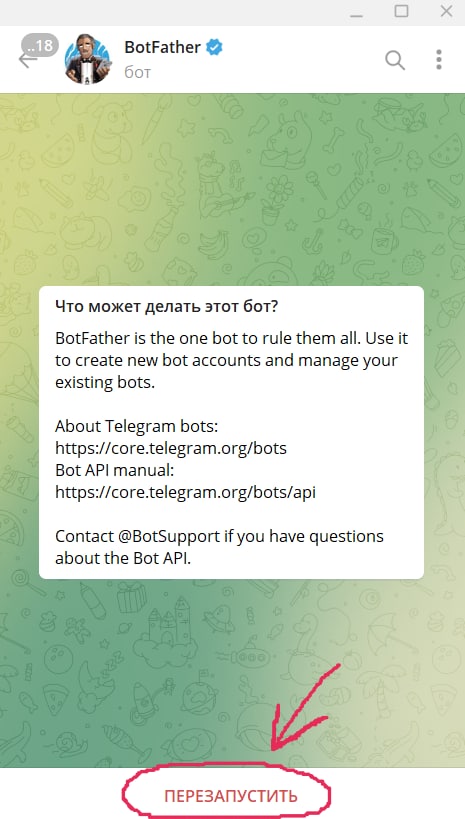 ..18
BotFather
бот
Что может делать этот бот?
BotFather is the one bot to rule them all. Use it
to create new bot accounts and manage your
existing bots.
About Telegram bots:
https://core.telegram.org/bots
Bot API manual:
https://core.telegram.org/bots/api
Contact @BotSupport if you have questions
about the Bot API.
ПЕРЕЗАПУСТИТЬ